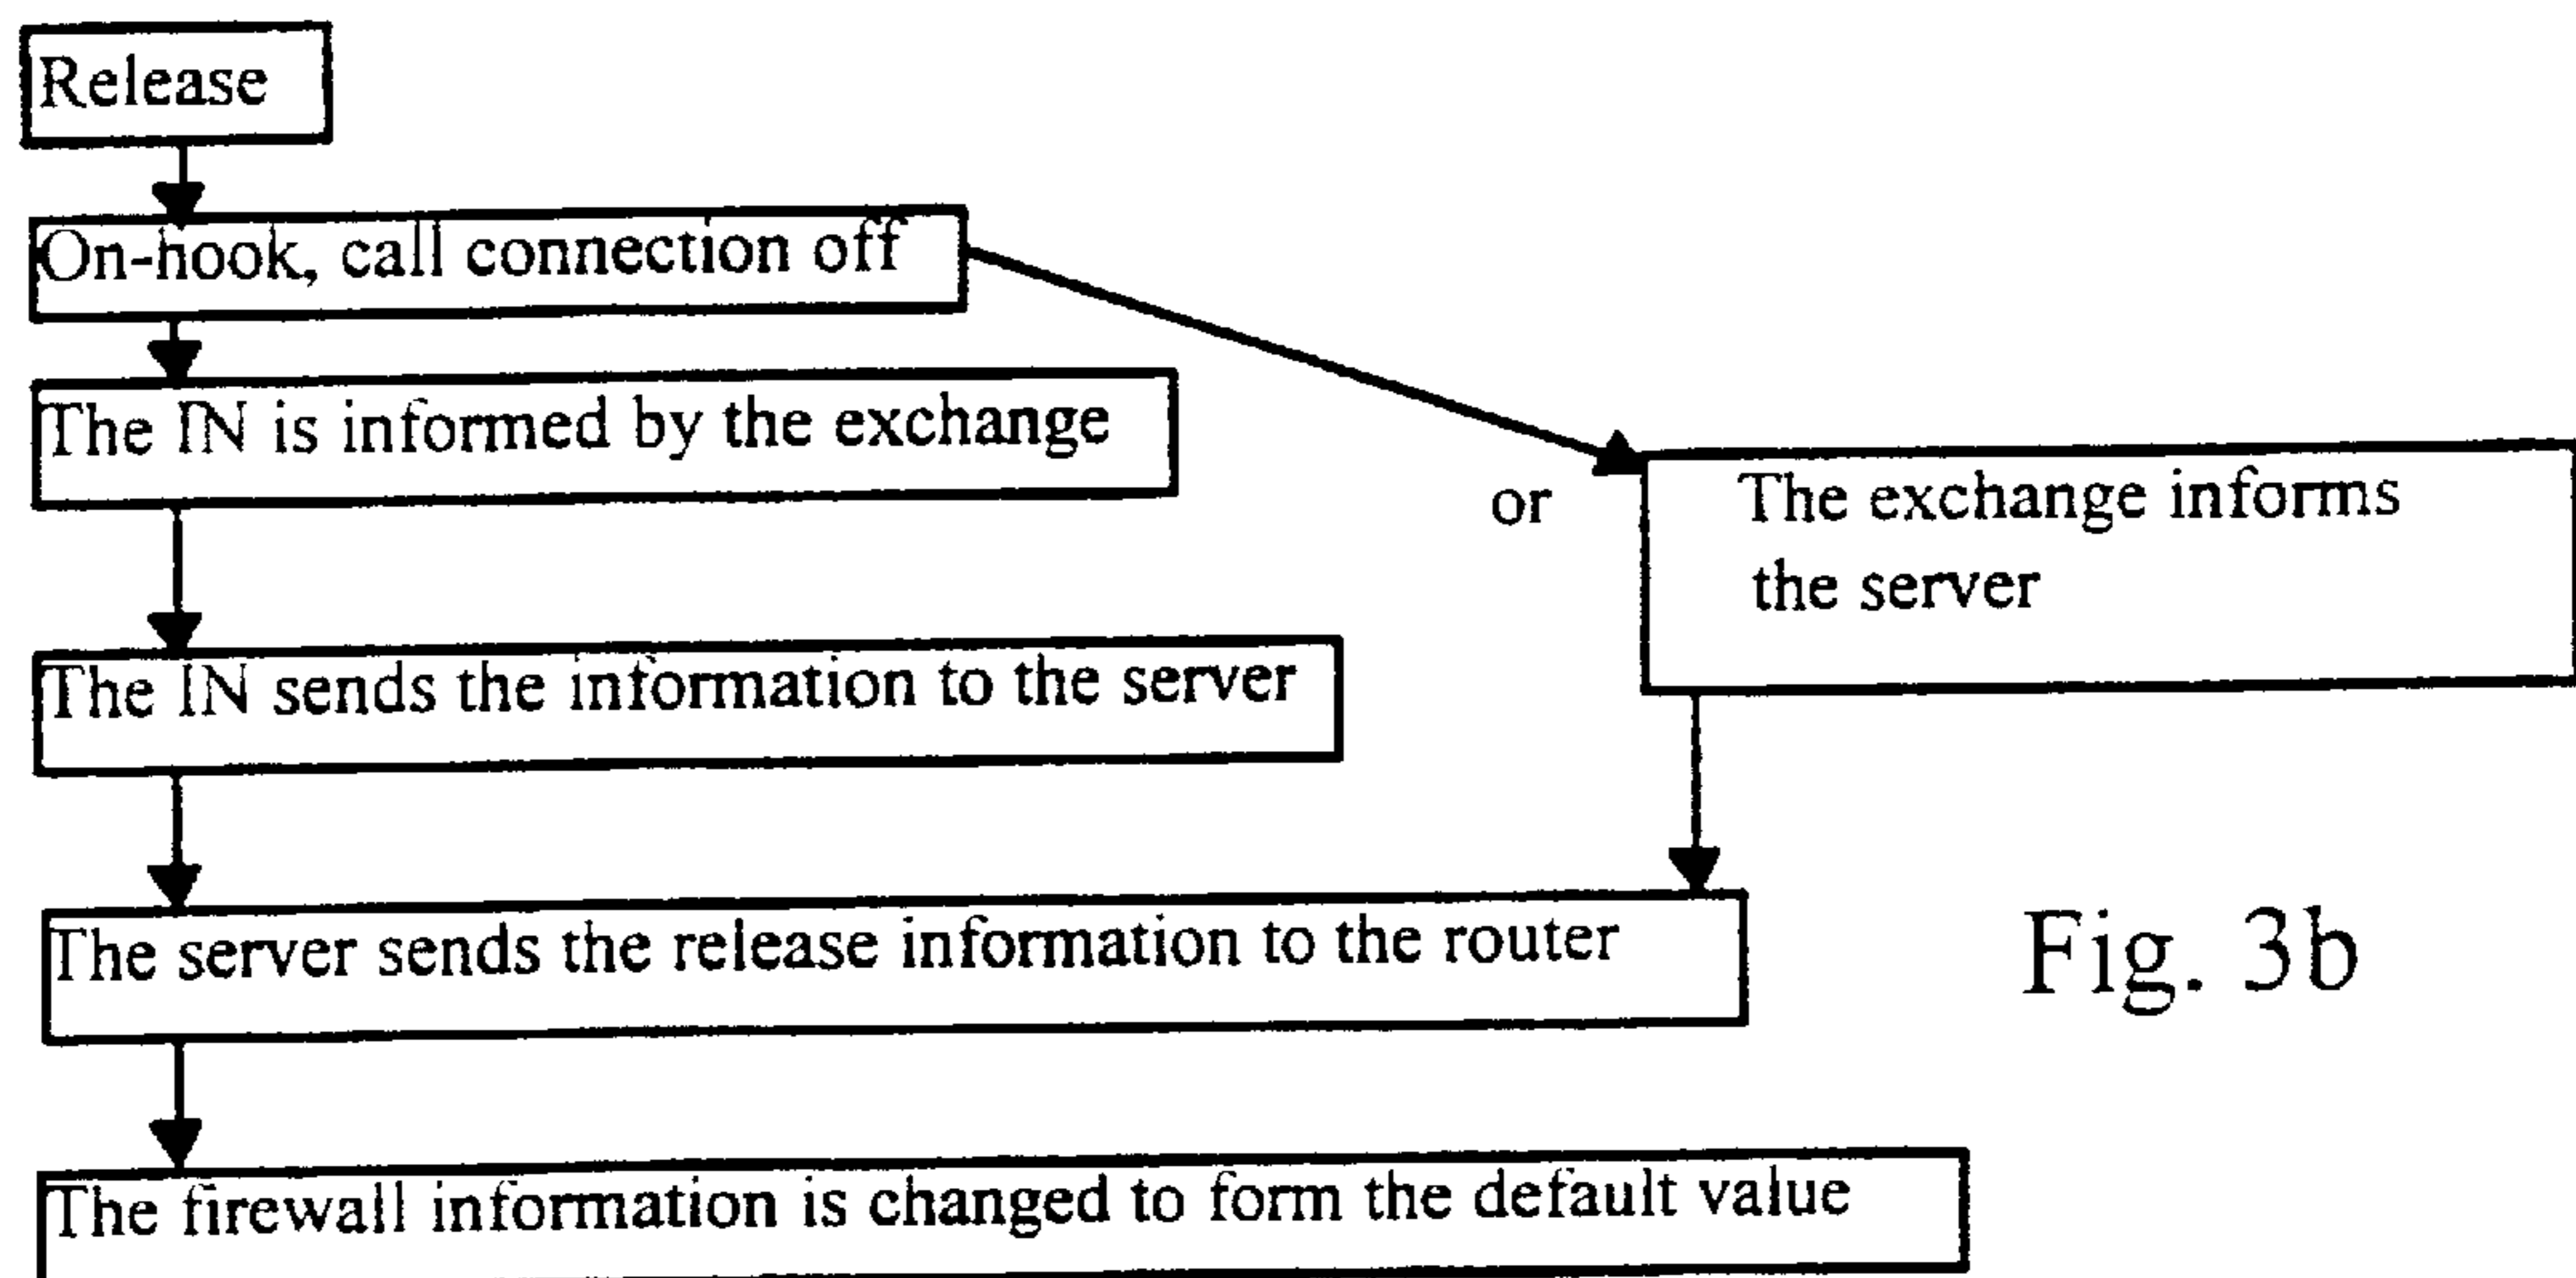 Release
On-hook, call connection off
The IN is informed by the exchange
or
The exchange informs
the server
The IN sends the information to the server
The server sends the release information to the router
Fig. 3b
The firewall information is changed to form the default value